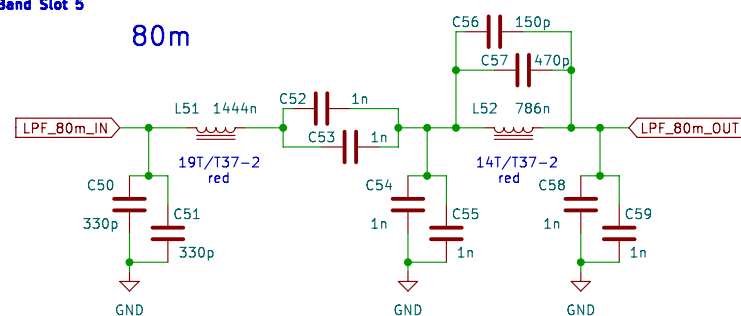 Band Slot 5
80m
C56 150p
C57 470p
L51 1444n
C52 1n
L52 786n
LPF_80m_IN
C53 1n
LPF_80m_OUT
19T/T37-2
red
14T/T37-2
red
C50
330p
C51
330p
C54
1n
C55
1n
C58
1n
C59
1n
GND
GND
GND